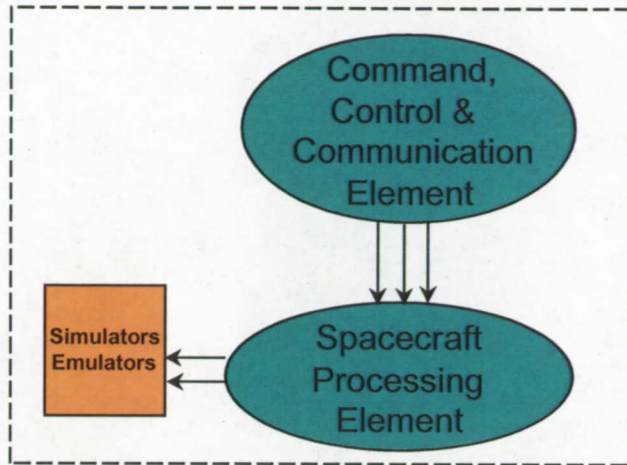 Command,
Control &
Communication
Element
Simulators
Emulators
Spacecraft
Processing
Element